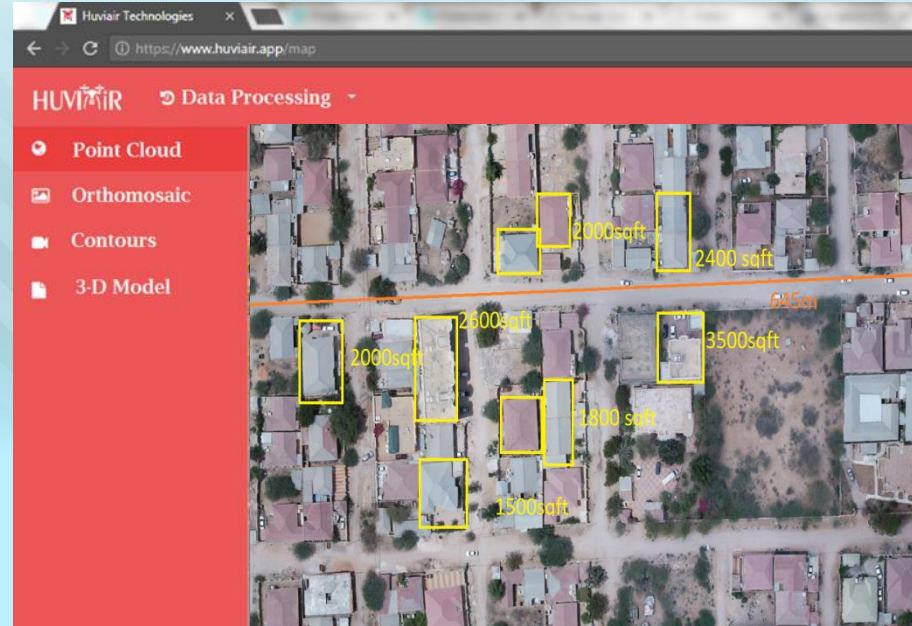 Huviair Technologies
https://www.huviair.app/map
HUVIAIR
Data Processing
Point Cloud
Orthomosaic
Contours
3-D Model
2000sqft
2400 sqft
645m
2600sqft
3500sqft
2000sqft
1800 sqft
1500sqft